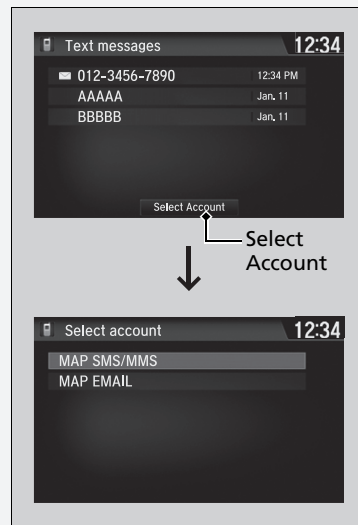 Text messages 12:34
012-3456-7890 12:34 PM
AAAAA Jan. 11
BBBBB Jan. 11
Select Account
Select
Account
Select account 12:34
MAP SMS/MMS
MAP EMAIL